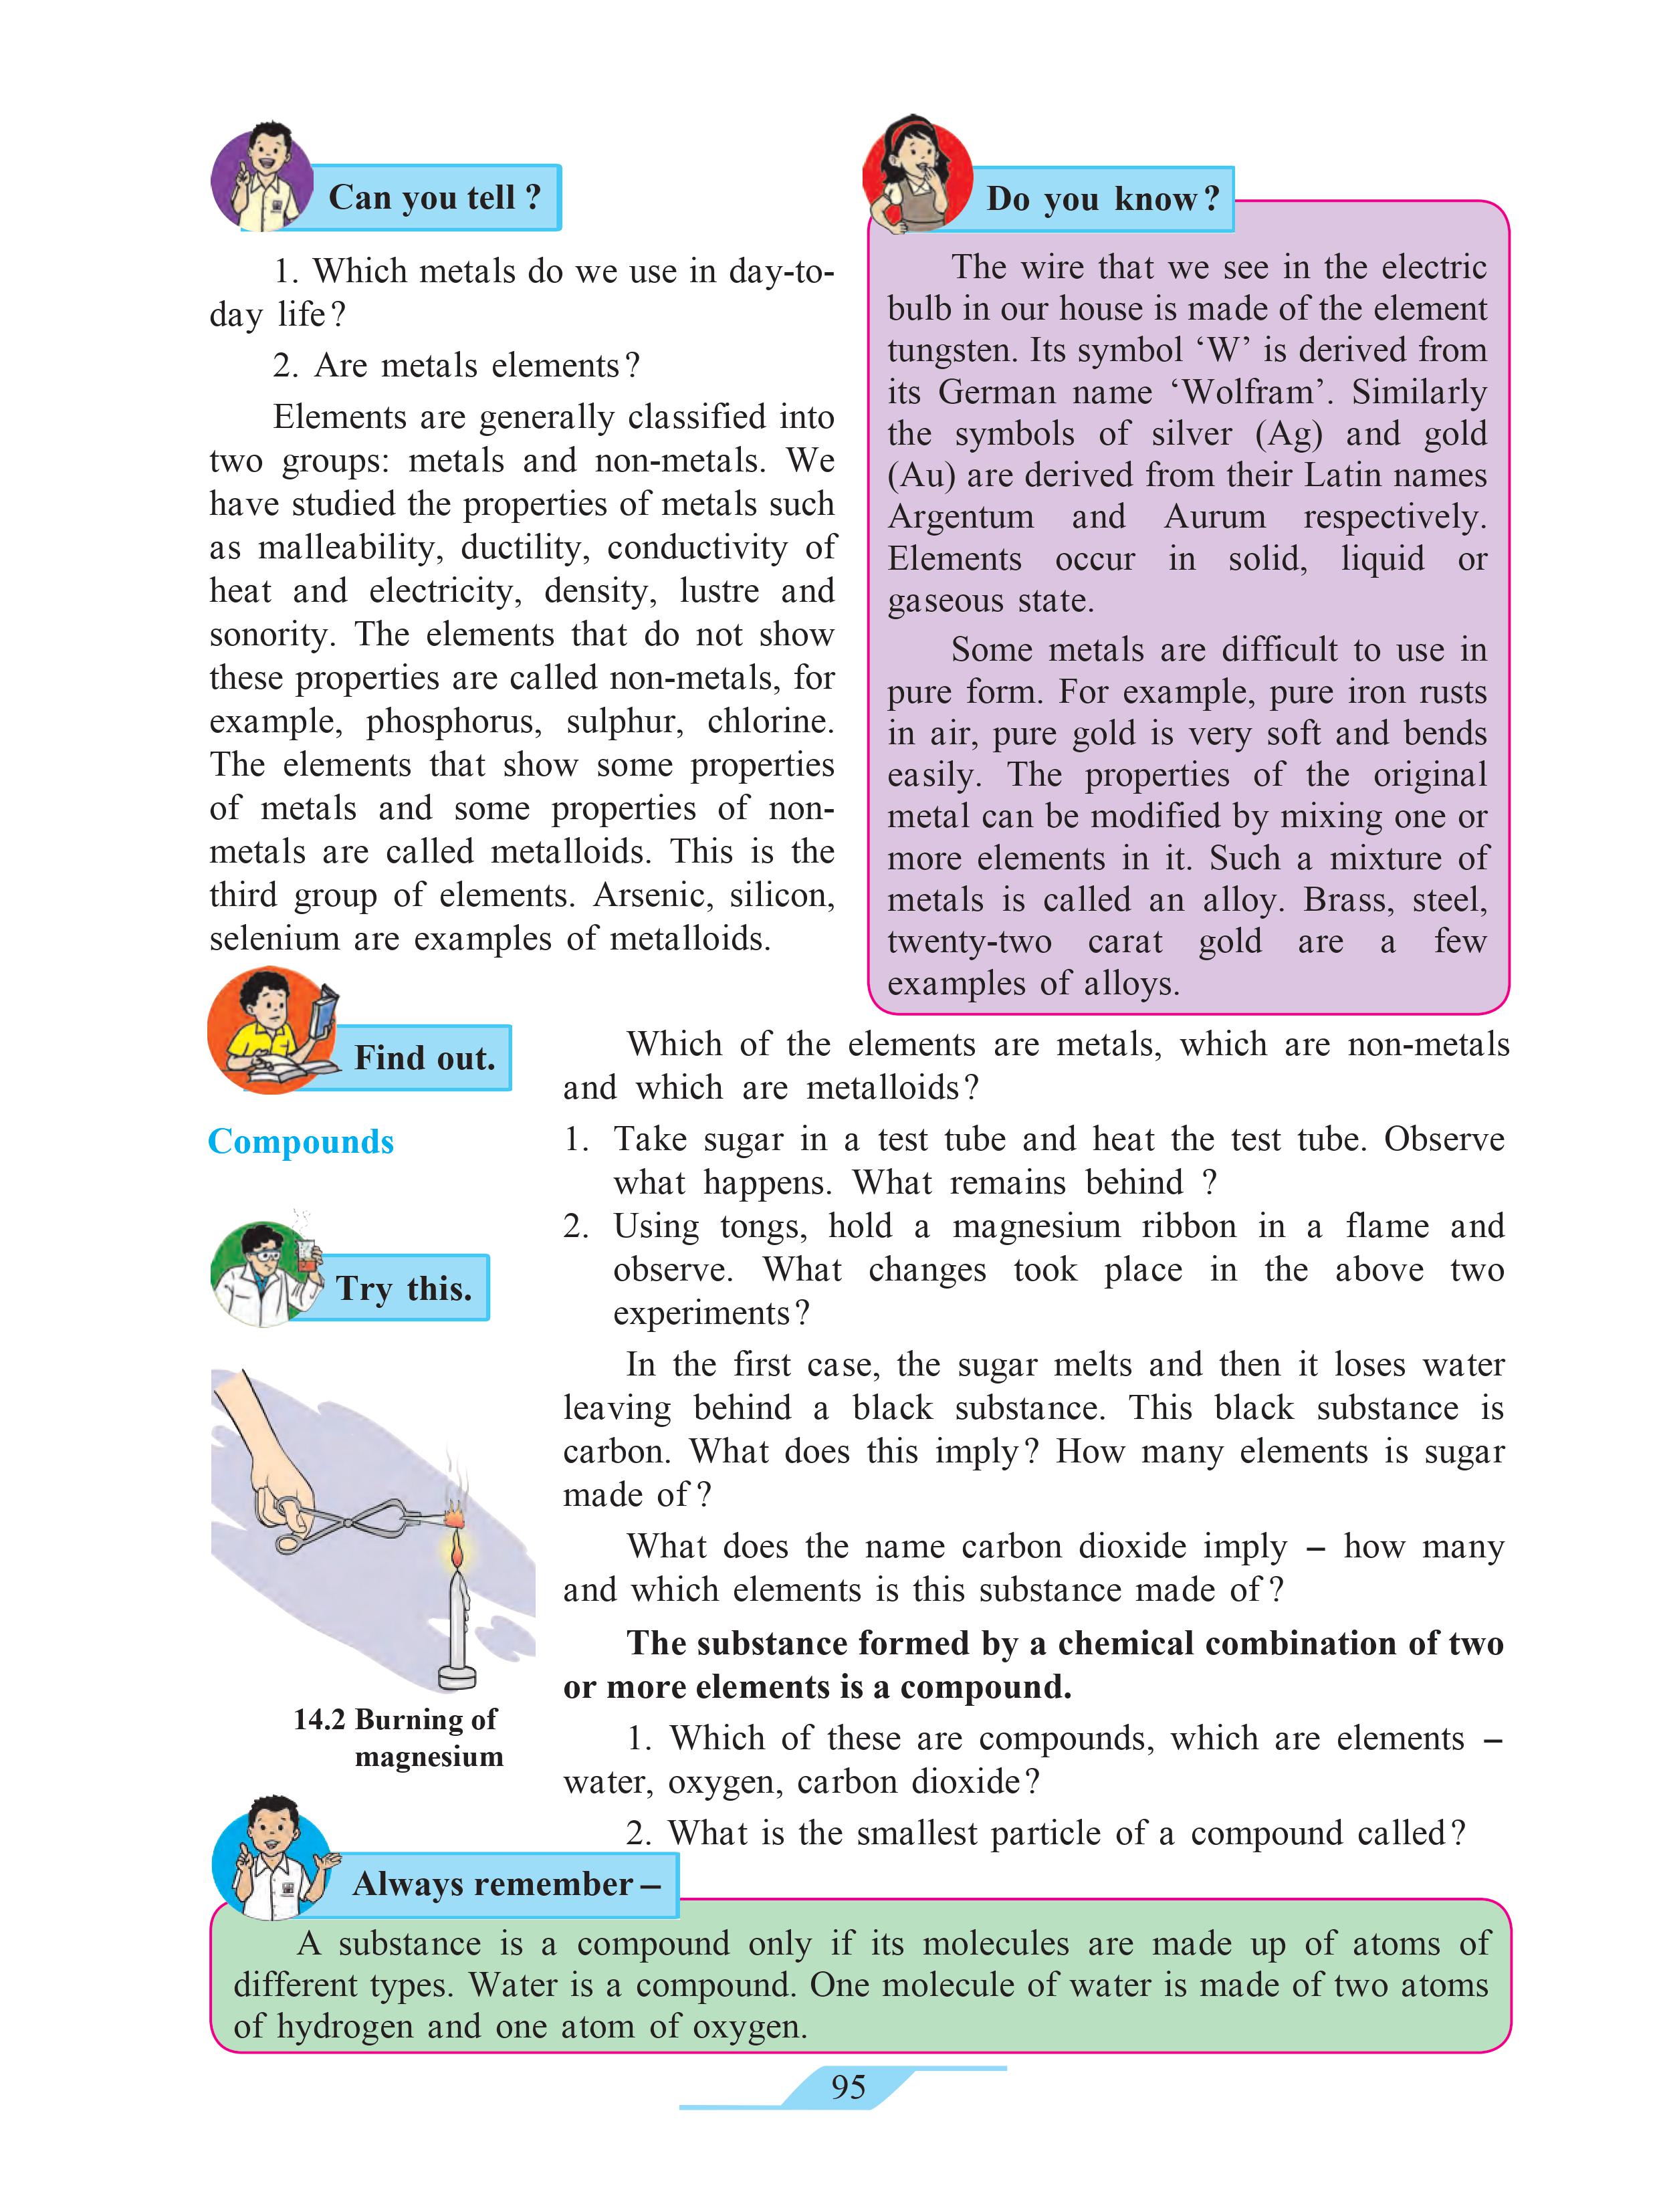 Can you tell ?
1. Which metals do we use in day-to-
day life?
2. Are metals elements?
Elements are generally classified into
two groups: metals and non-metals. We
have studied the properties of metals such
as malleability, ductility, conductivity of
heat and electricity, density, lustre and
sonority. The elements that do not show
these properties are called non-metals, for
example, phosphorus, sulphur, chlorine.
The elements that show some properties
of metals and some properties of non-
metals are called metalloids. This is the
third group of elements. Arsenic, silicon,
selenium are examples of metalloids.
Do you know?
The wire that we see in the electric
bulb in our house is made of the element
tungsten. Its symbol ‘W’ is derived from
its German name ‘Wolfram’. Similarly
the symbols of silver (Ag) and gold
(Au) are derived from their Latin names
Argentum and Aurum respectively.
Elements occur in solid, liquid or
gaseous state.
Some metals are difficult to use in
pure form. For example, pure iron rusts
in air, pure gold is very soft and bends
easily. The properties of the original
metal can be modified by mixing one or
more elements in it. Such a mixture of
metals is called an alloy. Brass, steel,
twenty-two carat gold are a few
examples of alloys.
Find out.
Which of the elements are metals, which are non-metals
and which are metalloids?
Compounds
Try this.
1. Take sugar in a test tube and heat the test tube. Observe
what happens. What remains behind ?
2. Using tongs, hold a magnesium ribbon in a flame and
observe. What changes took place in the above two
experiments?
In the first case, the sugar melts and then it loses water
leaving behind a black substance. This black substance is
carbon. What does this imply? How many elements is sugar
made of?
What does the name carbon dioxide imply – how many
and which elements is this substance made of?
The substance formed by a chemical combination of two
or more elements is a compound.
14.2 Burning of
magnesium
1. Which of these are compounds, which are elements –
water, oxygen, carbon dioxide?
2. What is the smallest particle of a compound called?
Always remember –
A substance is a compound only if its molecules are made up of atoms of
different types. Water is a compound. One molecule of water is made of two atoms
of hydrogen and one atom of oxygen.
95